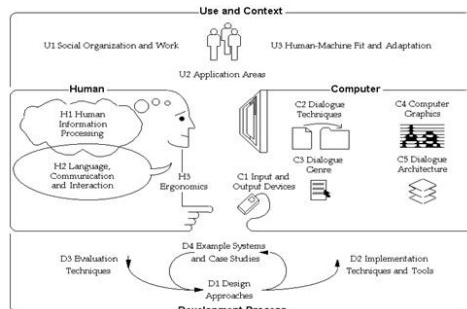 Use and Context
U1 Social Organization and Work
U3 Human-Machine Fit and Adaptation
U2 Application Areas
Human
H1 Human
Information
Processing
H2 Language,
Communication
and Interaction
H3
Ergonomics
Computer
C2 Dialogue
Techniques
C4 Computer
Graphics
Aa
C3 Dialogue
Genre
C1 Input and
Output Devices
C5 Dialogue
Architecture
D3 Evaluation
Techniques
D4 Example Systems
and Case Studies
D2 Implementation
Techniques and Tools
D1 Design
Approaches
Development Process